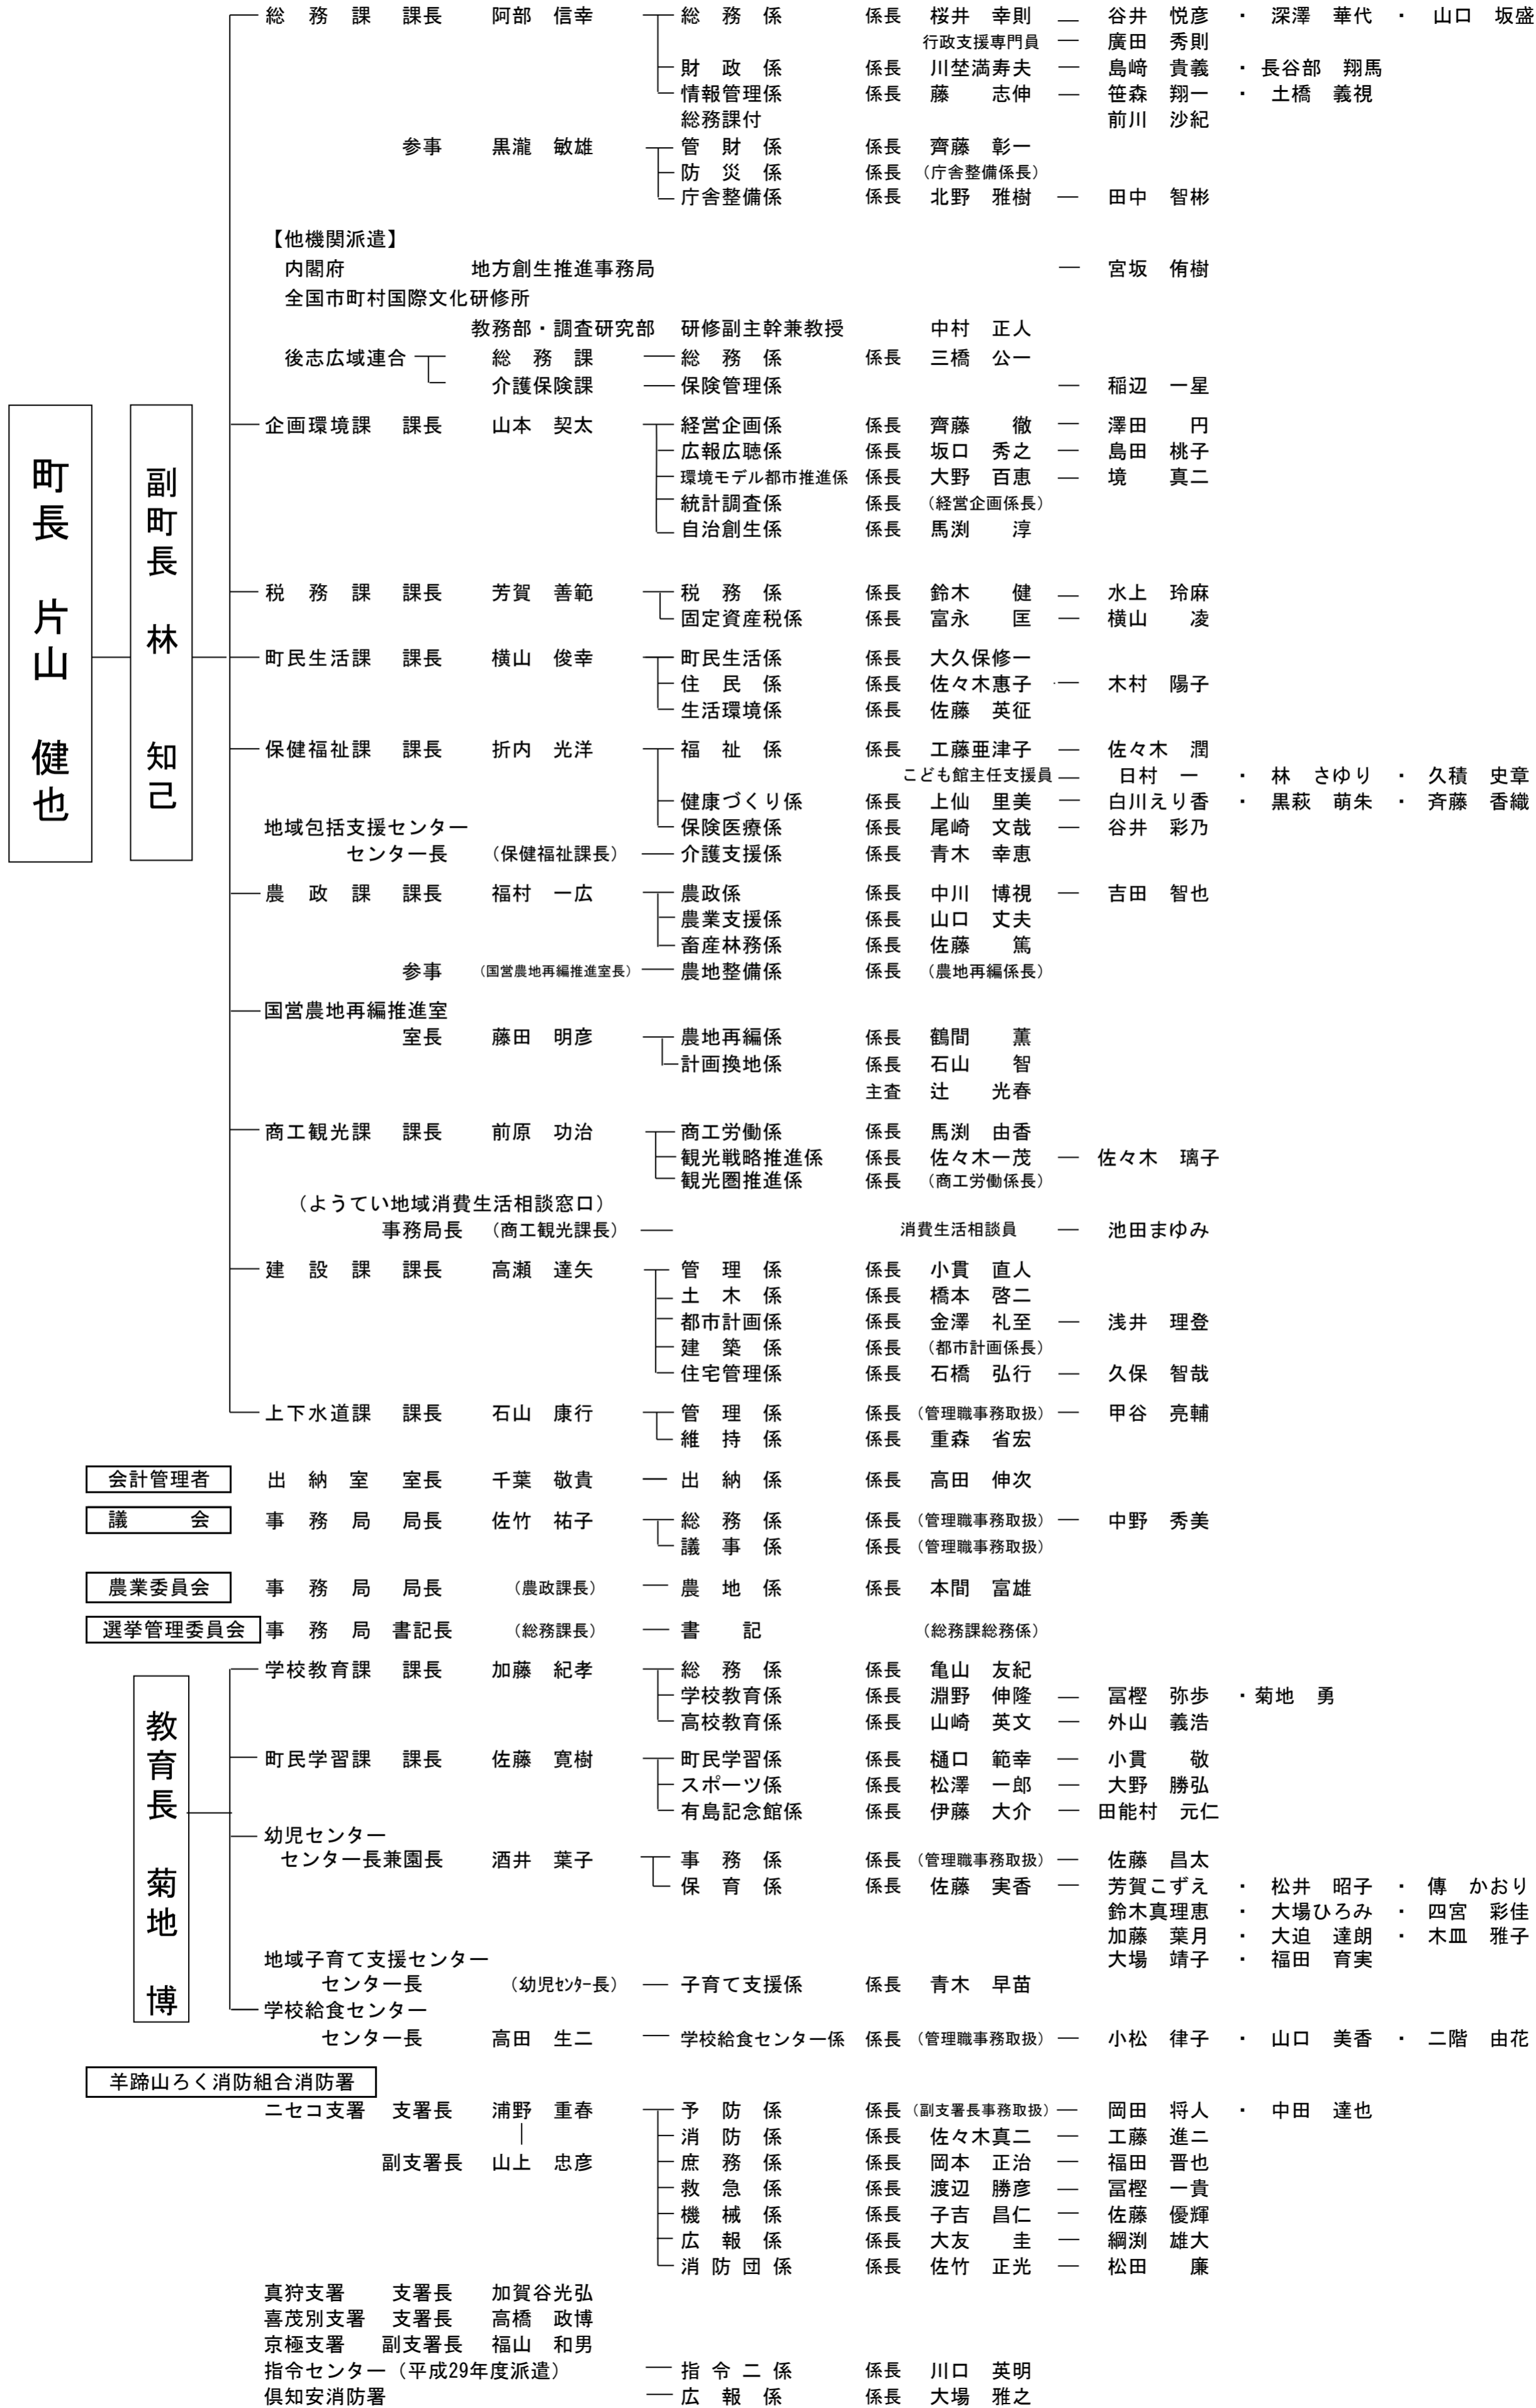 総務課 課長 阿部 信幸 総務係 係長 桜井 幸則 谷井 悦彦 ・ 深澤 華代 ・ 山口 坂盛
行政支援専門員 廣田 秀則
財政係 係長 川埜満寿夫 島﨑 貴義 ・ 長谷部 翔馬
情報管理係 係長 藤 志伸 笹森 翔一 ・ 土橋 義視
総務課付 前川 沙紀
参事 黒瀧 敏雄 管財係 係長 齊藤 彰一
防災係 係長 （庁舎整備係長）
庁舎整備係 係長 北野 雅樹 田中 智彬
【他機関派遣】
内閣府 地方創生推進事務局 宮坂 侑樹
全国市町村国際文化研修所
教務部・調査研究部 研修副主幹兼教授 中村 正人
後志広域連合 総務課 総務係 係長 三橋 公一
介護保険課 保険管理係 稲辺 一星
町長 片山 健也
副町長 林 知己
企画環境課 課長 山本 契太 経営企画係 係長 齊藤 徹 澤田 円
広報広聴係 係長 坂口 秀之 島田 桃子
環境モデル都市推進係 係長 大野 百恵 境 真二
統計調査係 係長 （経営企画係長）
自治創生係 係長 馬渕 淳
税務課 課長 芳賀 善範 税務係 係長 鈴木 健 水上 玲麻
固定資産税係 係長 富永 匡 横山 凌
町民生活課 課長 横山 俊幸 町民生活係 係長 大久保修一
住民係 係長 佐々木惠子 木村 陽子
生活環境係 係長 佐藤 英征
保健福祉課 課長 折内 光洋 福祉係 係長 工藤亜津子 佐々木 潤
こども館主任支援員 日村 一 ・ 林 さゆり ・ 久積 史章
健康づくり係 係長 上仙 里美 白川えり香 ・ 黒萩 萌朱 ・ 斉藤 香織
地域包括支援センター 保険医療係 係長 尾崎 文哉 谷井 彩乃
センター長 （保健福祉課長） 介護支援係 係長 青木 幸恵
農政課 課長 福村 一広 農政係 係長 中川 博視 吉田 智也
農業支援係 係長 山口 丈夫
畜産林務係 係長 佐藤 篤
参事 （国営農地再編推進室長） 農地整備係 係長 （農地再編係長）
国営農地再編推進室
室長 藤田 明彦 農地再編係 係長 鶴間 薫
計画換地係 係長 石山 智
主査 辻 光春
商工観光課 課長 前原 功治 商工労働係 係長 馬渕 由香
観光戦略推進係 係長 佐々木一茂 佐々木 璃子
観光圏推進係 係長 （商工労働係長）
（ようてい地域消費生活相談窓口）
事務局長 （商工観光課長） 消費生活相談員 池田まゆみ
建設課 課長 高瀬 達矢 管理係 係長 小貫 直人
土木係 係長 橋本 啓二
都市計画係 係長 金澤 礼至 浅井 理登
建築係 係長 （都市計画係長）
住宅管理係 係長 石橋 弘行 久保 智哉
上下水道課 課長 石山 康行 管理係 係長 （管理職事務取扱） 甲谷 亮輔
維持係 係長 重森 省宏
会計管理者 出納室 室長 千葉 敬貴 出納係 係長 高田 伸次
議会 事務局 局長 佐竹 祐子 総務係 係長 （管理職事務取扱） 中野 秀美
議事係 係長 （管理職事務取扱）
農業委員会 事務局 局長 （農政課長） 農地係 係長 本間 富雄
選挙管理委員会 事務局 書記長 （総務課長） 書記 （総務課総務係）
教育長 菊地 博
学校教育課 課長 加藤 紀孝 総務係 係長 亀山 友紀
学校教育係 係長 淵野 伸隆 冨樫 弥歩 ・菊地 勇
高校教育係 係長 山崎 英文 外山 義浩
町民学習課 課長 佐藤 寛樹 町民学習係 係長 樋口 範幸 小貫 敬
スポーツ係 係長 松澤 一郎 大野 勝弘
有島記念館係 係長 伊藤 大介 田能村 元仁
幼児センター
センター長兼園長 酒井 葉子 事務係 係長 （管理職事務取扱） 佐藤 昌太
保育係 係長 佐藤 実香 芳賀こずえ ・ 松井 昭子 ・ 傳 かおり
鈴木真理恵 ・ 大場ひろみ ・ 四宮 彩佳
加藤 葉月 ・ 大迫 達朗 ・ 木皿 雅子
地域子育て支援センター 大場 靖子 ・ 福田 育実
センター長 （幼児ｾﾝﾀｰ長） 子育て支援係 係長 青木 早苗
学校給食センター
センター長 高田 生二 学校給食センター係 係長 （管理職事務取扱） 小松 律子 ・ 山口 美香 ・ 二階 由花
羊蹄山ろく消防組合消防署
ニセコ支署 支署長 浦野 重春 予防係 係長 （副支署長事務取扱） 岡田 将人 ・ 中田 達也
消防係 係長 佐々木真二 工藤 進二
副支署長 山上 忠彦 庶務係 係長 岡本 正治 福田 晋也
救急係 係長 渡辺 勝彦 冨樫 一貴
機械係 係長 子吉 昌仁 佐藤 優輝
広報係 係長 大友 圭 綱渕 雄大
消防団係 係長 佐竹 正光 松田 廉
真狩支署 支署長 加賀谷光弘
喜茂別支署 支署長 高橋 政博
京極支署 副支署長 福山 和男
指令センター（平成29年度派遣） 指令二係 係長 川口 英明
倶知安消防署 広報係 係長 大場 雅之